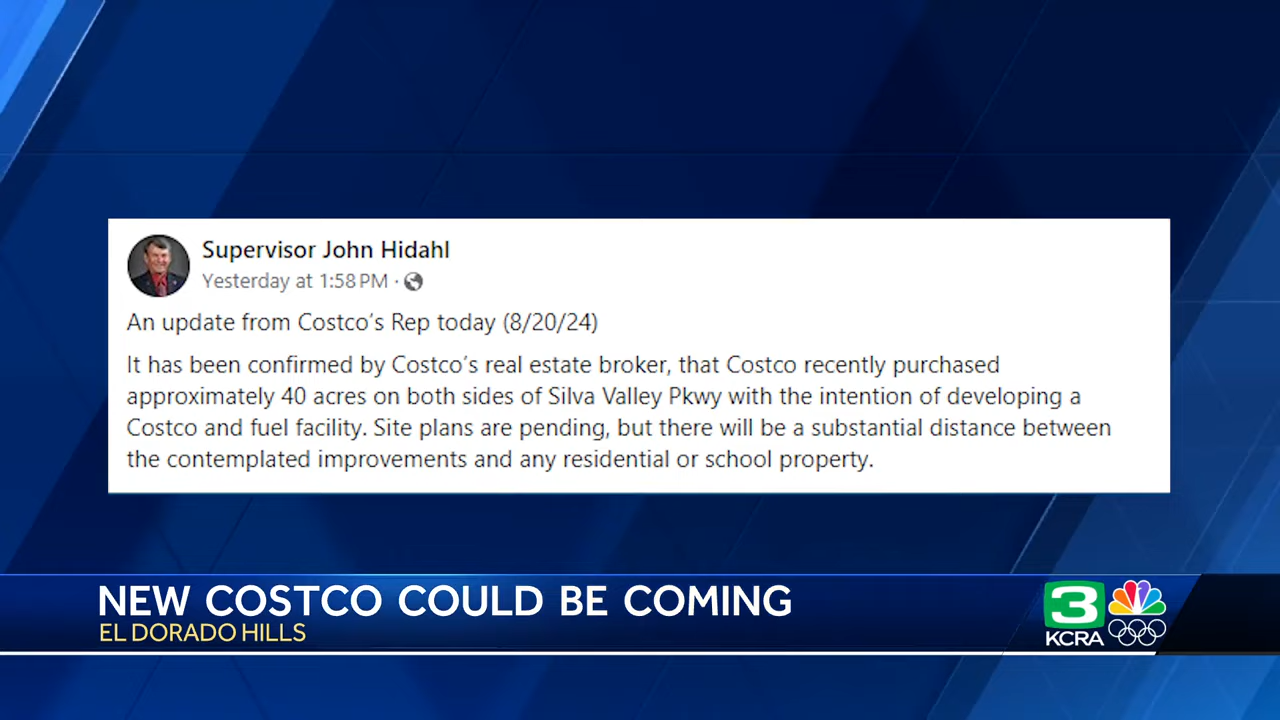 Supervisor John Hidahl
Yesterday at 1:58 PM ·
An update from Costco's Rep today (8/20/24)
It has been confirmed by Costco's real estate broker, that Costco recently purchased
approximately 40 acres on both sides of Silva Valley Pkwy with the intention of developing a
Costco and fuel facility. Site plans are pending, but there will be a substantial distance between
the contemplated improvements and any residential or school property.
NEW COSTCO COULD BE COMING
EL DORADO HILLS
3
KCRA